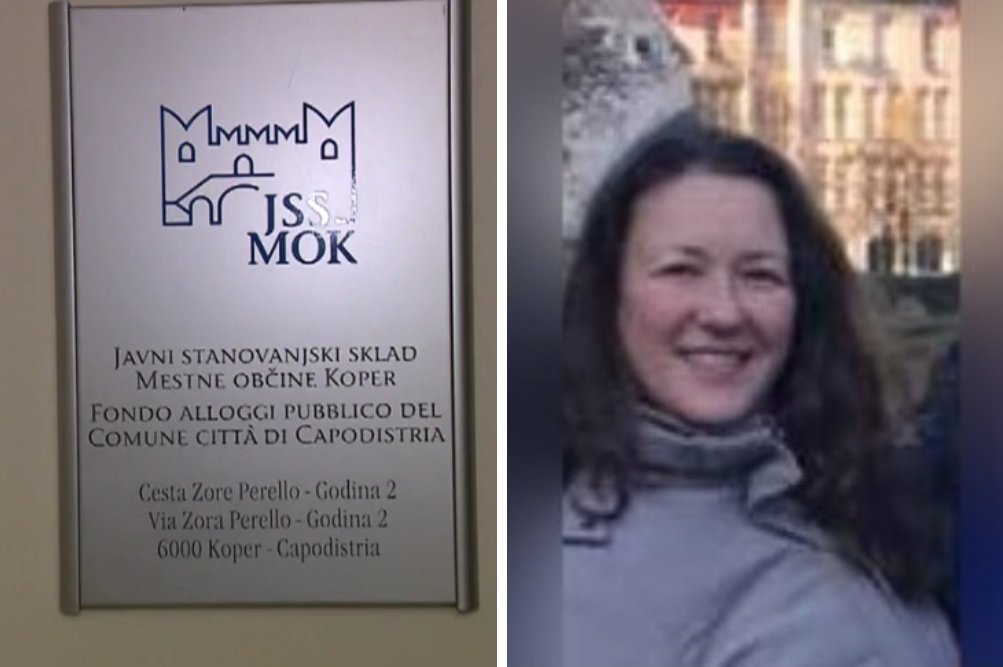 JSS
MOK
JAVNI STANOVANJSKI SKLAD
MESTNE OBČINE KOPER
FONDO ALLOGGI PUBBLICO DEL
COMUNE CITTÀ DI CAPODISTRIA
Cesta Zore Perello - Godina 2
Via Zora Perello - Godina 2
6000 Koper - Capodistria